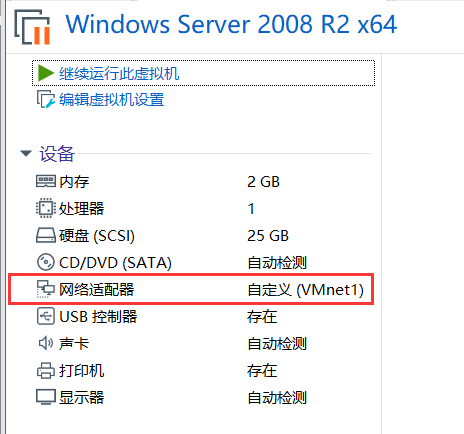 Windows Server 2008 R2 x64
继续运行此虚拟机
编辑虚拟机设置
设备
内存 2 GB
处理器 1
硬盘 (SCSI) 25 GB
CD/DVD (SATA) 自动检测
网络适配器 自定义 (VMnet1)
USB 控制器 存在
声卡 自动检测
打印机 存在
显示器 自动检测